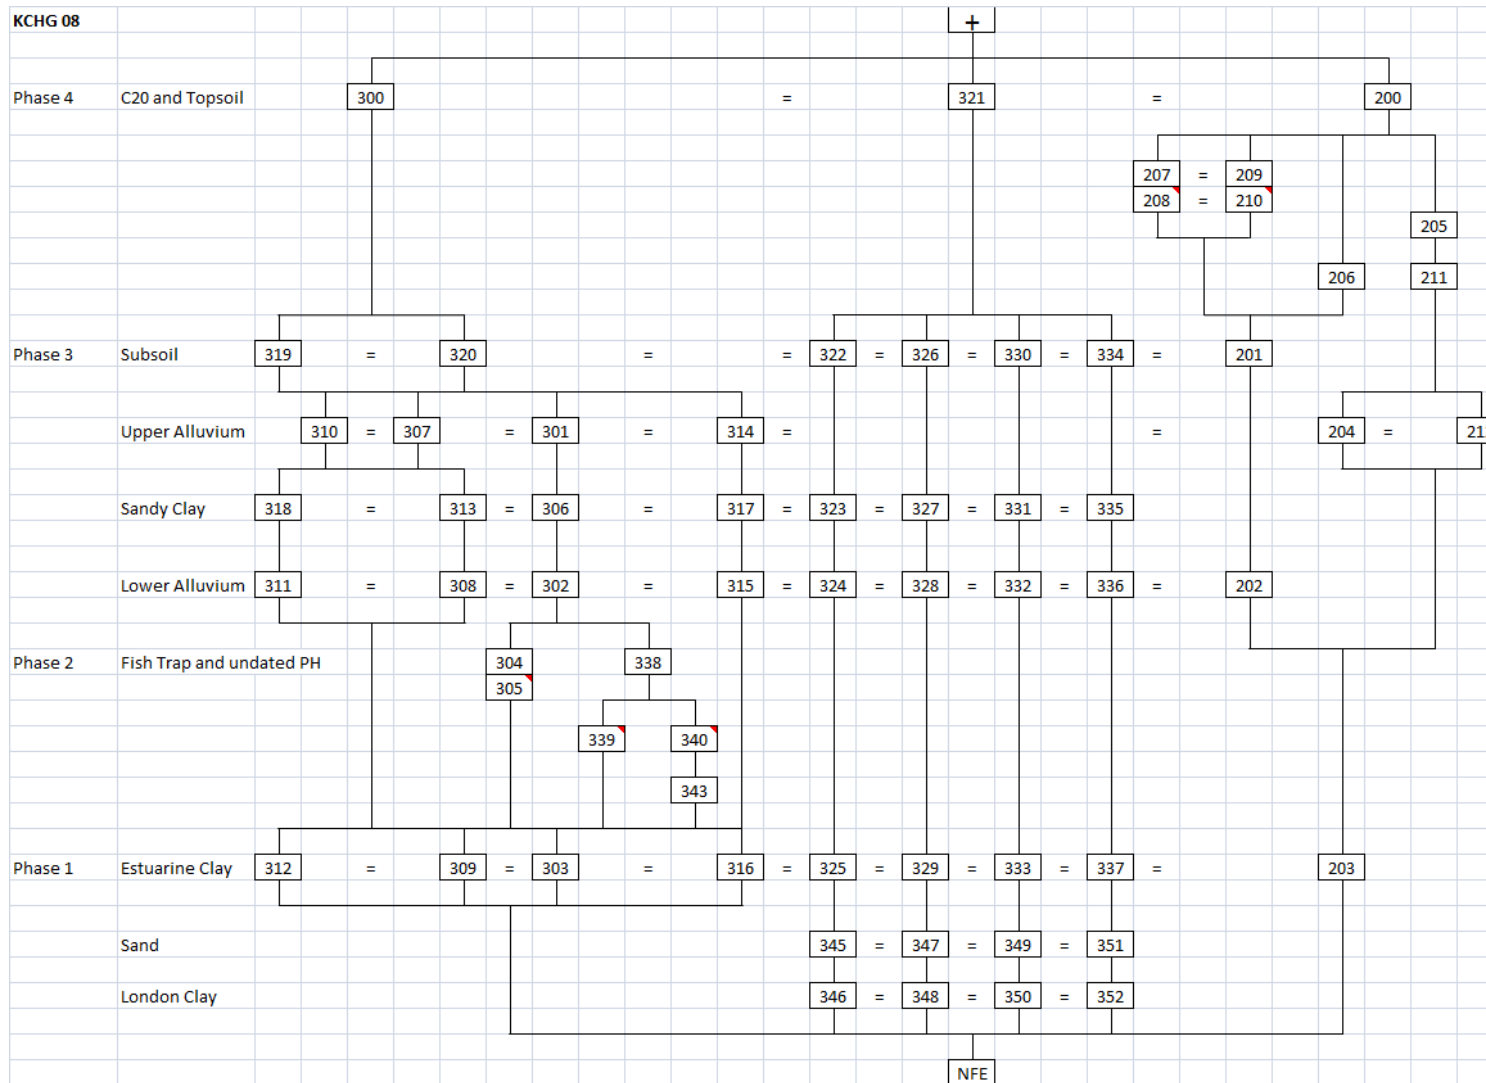 KCHG 08 +
Phase 4 C20 and Topsoil 300 = 321 = 200
207 = 209
208 = 210
205
206 211
Phase 3 Subsoil 319 = 320 = = 322 = 326 = 330 = 334 = 201
Upper Alluvium 310 = 307 = 301 = 314 = = 204 =
Sandy Clay 318 = 313 = 306 = 317 = 323 = 327 = 331 = 335
Lower Alluvium 311 = 308 = 302 = 315 = 324 = 328 = 332 = 336 = 202
Phase 2 Fish Trap and undated PH 304 338
305
339 340
343
Phase 1 Estuarine Clay 312 = 309 = 303 = 316 = 325 = 329 = 333 = 337 = 203
Sand 345 = 347 = 349 = 351
London Clay 346 = 348 = 350 = 352
NFE